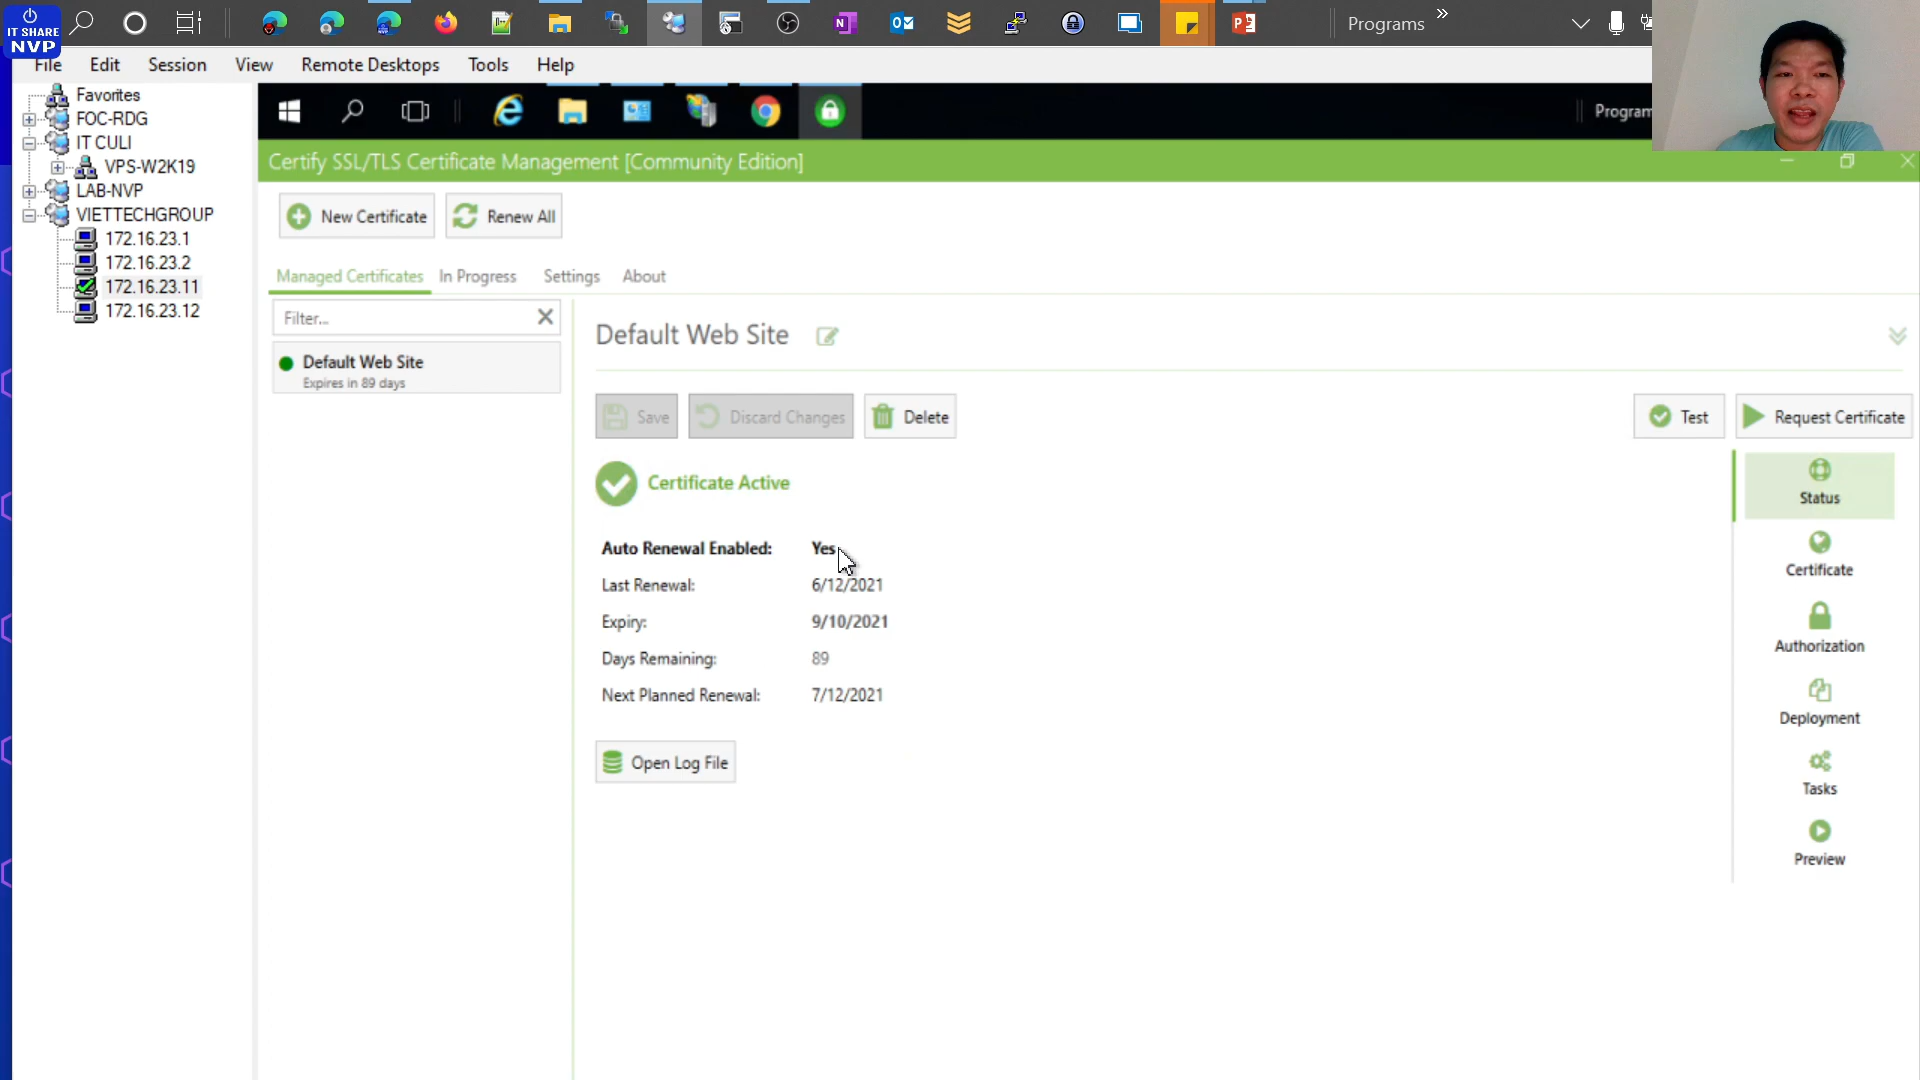 IT SHARE
NVP
Programs
File Edit Session View Remote Desktops Tools Help
Favorites
FOC-RDG
IT CULI
VPS-W2K19
LAB-NVP
VIETTECHGROUP
172.16.23.1
172.16.23.2
172.16.23.11
172.16.23.12
Program
Certify SSL/TLS Certificate Management [Community Edition]
New Certificate Renew All
Managed Certificates In Progress Settings About
Filter...
Default Web Site
Expires in 89 days
Default Web Site
Save Discard Changes Delete
Test Request Certificate
Certificate Active
Auto Renewal Enabled: Yes
Last Renewal: 6/12/2021
Expiry: 9/10/2021
Days Remaining: 89
Next Planned Renewal: 7/12/2021
Open Log File
Status
Certificate
Authorization
Deployment
Tasks
Preview